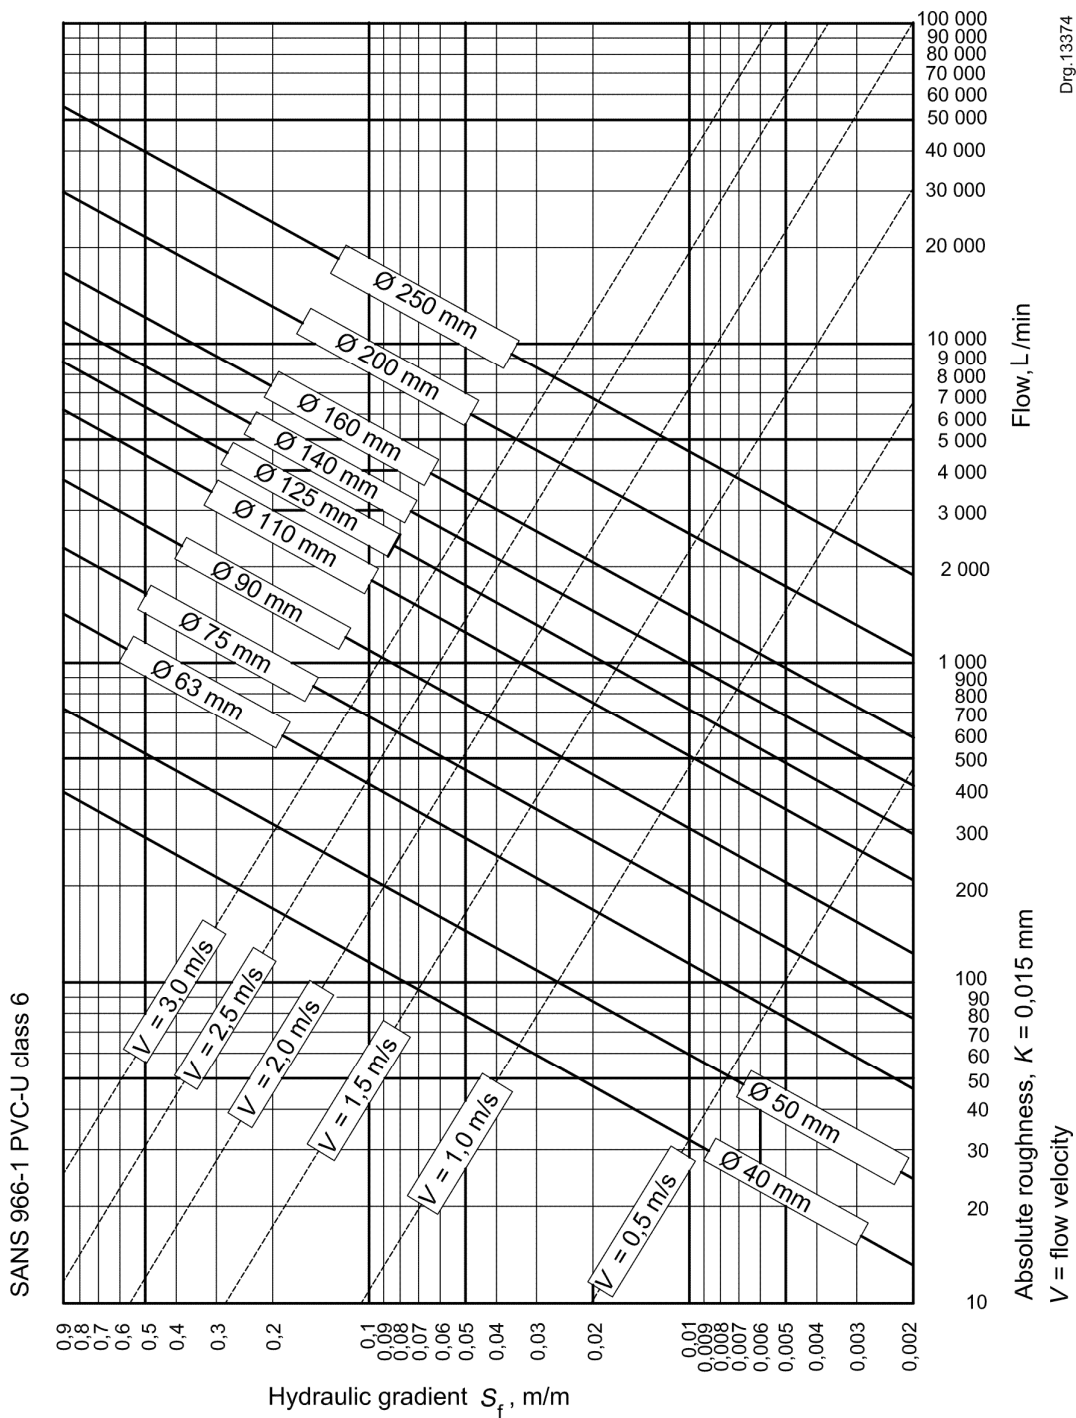 Drg.13374
100 000
90 000
80 000
70 000
60 000
50 000
40 000
30 000
20 000
10 000
9 000
8 000
7 000
6 000
5 000
4 000
3 000
2 000
1 000
900
800
700
600
500
400
300
200
100
90
80
70
60
50
40
30
20
10
Flow, L/min
Ø 250 mm
Ø 200 mm
Ø 160 mm
Ø 140 mm
Ø 125 mm
Ø 110 mm
Ø 90 mm
Ø 75 mm
Ø 63 mm
Ø 50 mm
Ø 40 mm
V = 3,0 m/s
V = 2,5 m/s
V = 2,0 m/s
V = 1,5 m/s
V = 1,0 m/s
V = 0,5 m/s
SANS 966-1 PVC-U class 6
Absolute roughness, K = 0,015 mm
V = flow velocity
0,9
0,8
0,7
0,6
0,5
0,4
0,3
0,2
0,1
0,09
0,08
0,07
0,06
0,05
0,04
0,03
0,02
0,01
0,009
0,008
0,007
0,006
0,005
0,004
0,003
0,002
Hydraulic gradient Sf , m/m